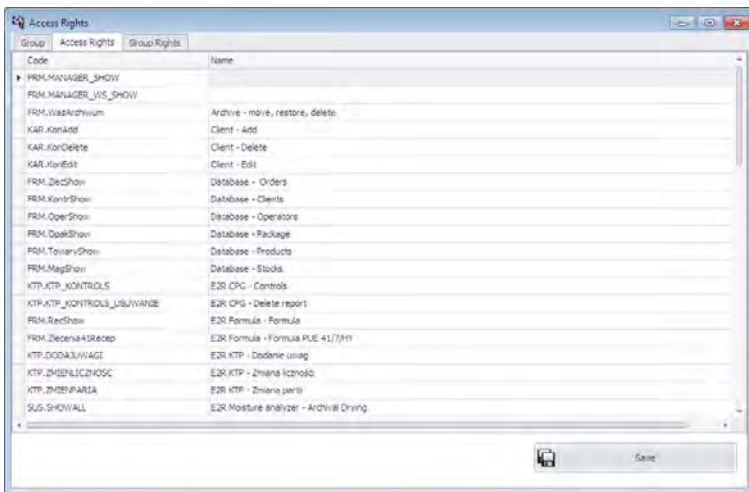 Access Rights
Group Access Rights Group Rights
Code Name
FRM.MANAGER_SHOW
FRM.MANAGER_WS_SHOW
FRM.WazArchiwum Archive - move, restore, delete
KAR.KonAdd Client - Add
KAR.KonDelete Client - Delete
KAR.KonEdit Client - Edit
FRM.ZlecShow Database - Orders
FRM.KontrShow Database - Clients
FRM.OperShow Database - Operators
FRM.OpakShow Database - Package
FRM.TowaryShow Database - Products
FRM.MagShow Database - Stocks
KTP.KTP_KONTROLS E2R CPG - Controls
KTP.KTP_KONTROLS_USUWANIE E2R CPG - Delete report
FRM.RecShow E2R Formula - Formula
FRM.Zlecenia41Recep E2R Formula - Formula PUE 41/7/HY
KTP.DODAJUWAGI E2R KTP - Dodanie uwag
KTP.ZMIENLICZNOSC E2R KTP - Zmiana liczności
KTP.ZMIENPARIA E2R KTP - Zmiana partii
SUS.SHOWALL E2R Moisture analyzer - Archival Drying
Save